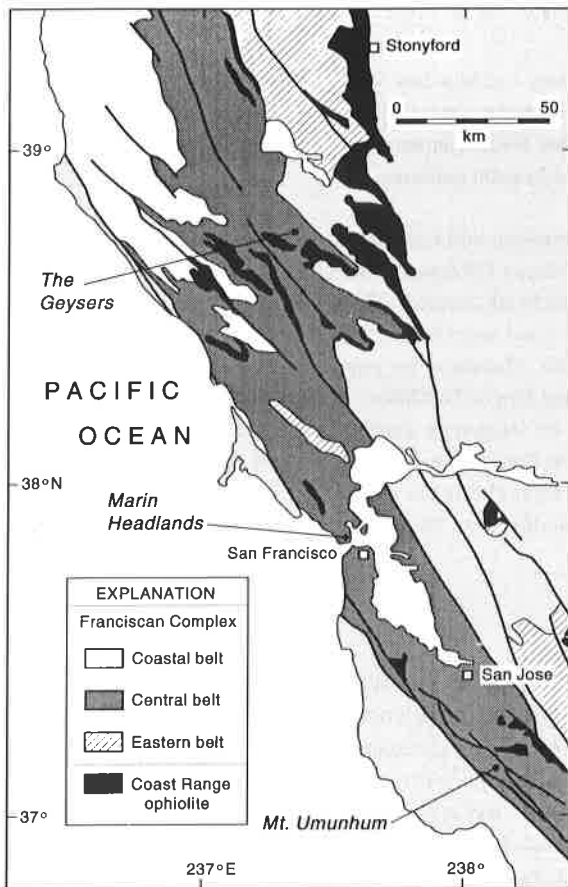 Stonyford
0 50
km
39°
The
Geysers
PACIFIC
OCEAN
38°N
Marin
Headlands
San Francisco
EXPLANATION
Franciscan Complex
Coastal belt
Central belt
Eastern belt
Coast Range
ophiolite
San Jose
37°
Mt. Umunhum
237°E 238°